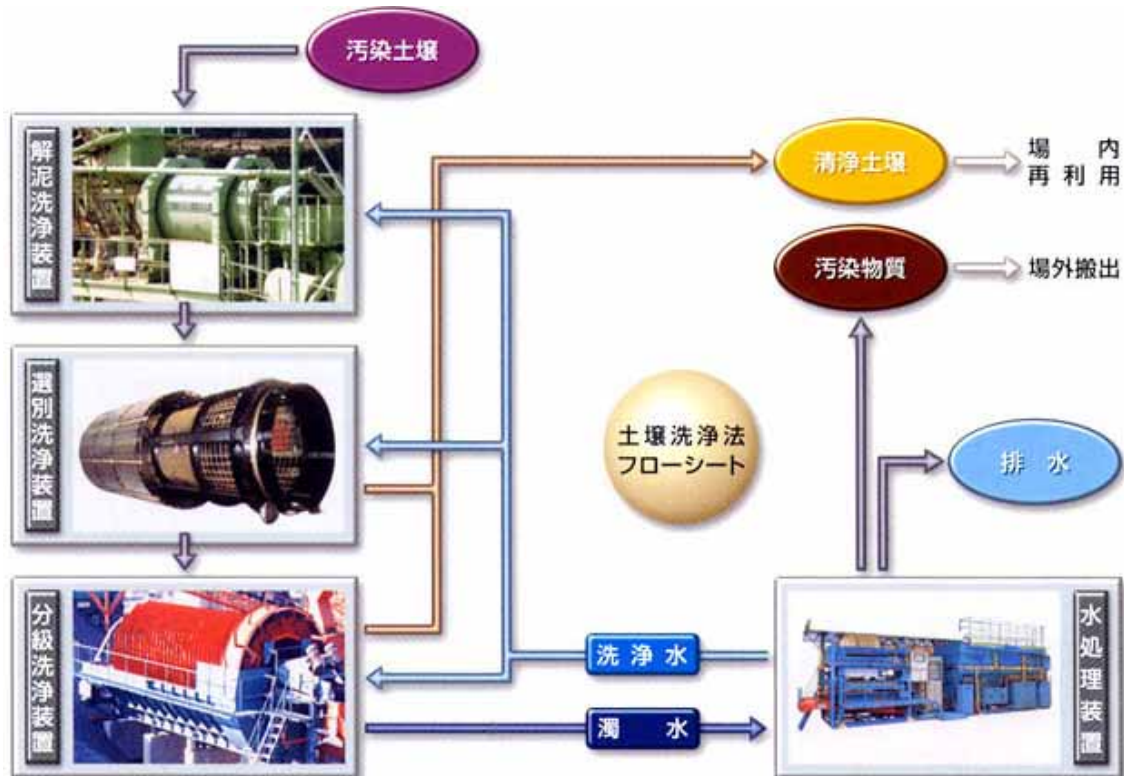 汚染土壌
解泥洗浄装置
清浄土壌
場内
再利用
汚染物質
場外搬出
選別洗浄装置
土壌洗浄法
フローシート
排水
分級洗浄装置
洗浄水
濁水
水処理装置